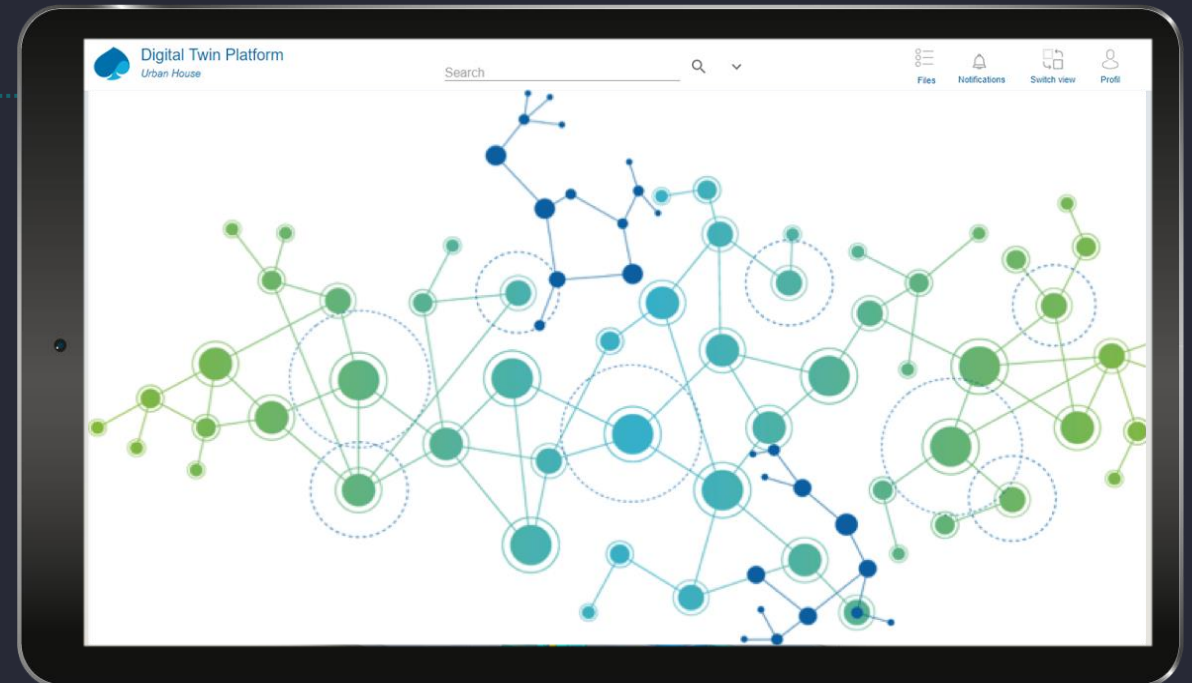 Digital Twin Platform
Urban House
Search
Files
Notifications
Switch view
Profil